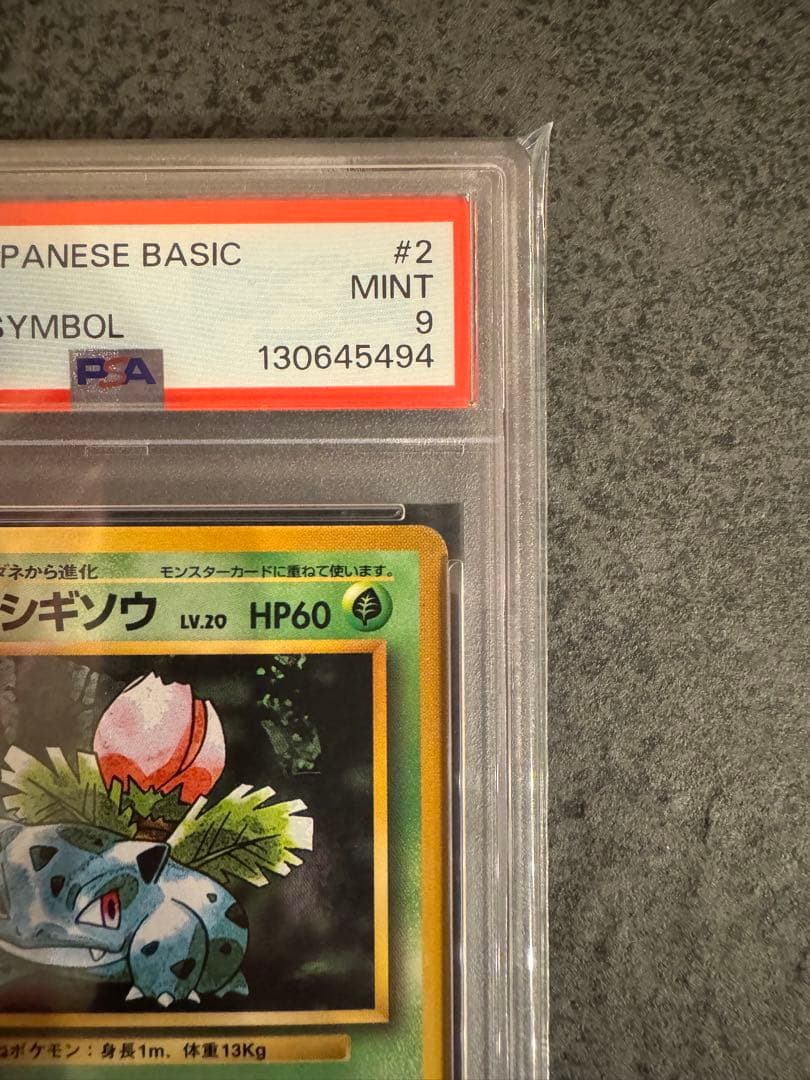 PANESE BASIC #2
MINT
SYMBOL 9
PSA 130645494
ダネから進化 モンスターカードに重ねて使います。
シギソウ LV.20 HP60
ねポケモン：身長1m, 体重13Kg